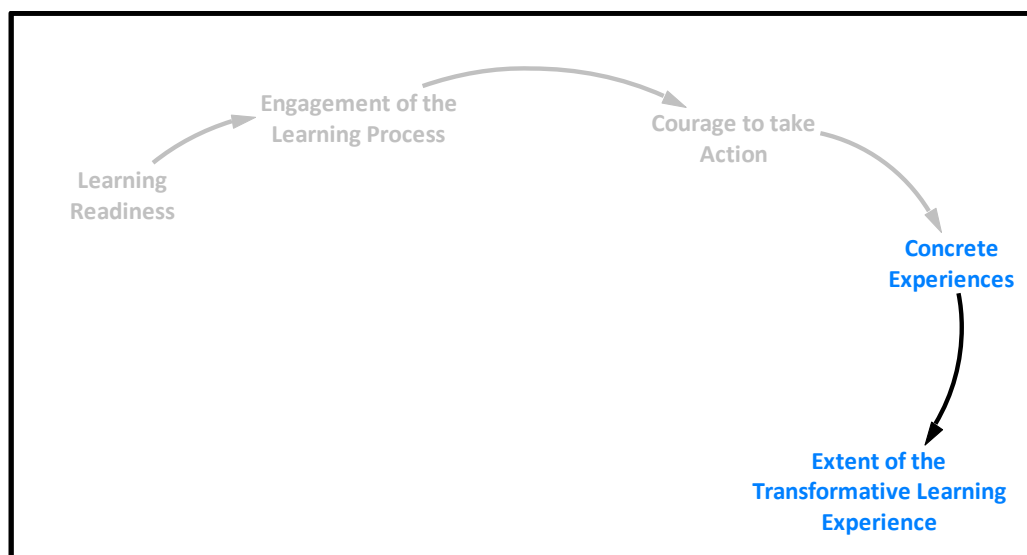 Engagement of the
Learning Process
Courage to take
Action
Learning
Readiness
Concrete
Experiences
Extent of the
Transformative Learning
Experience